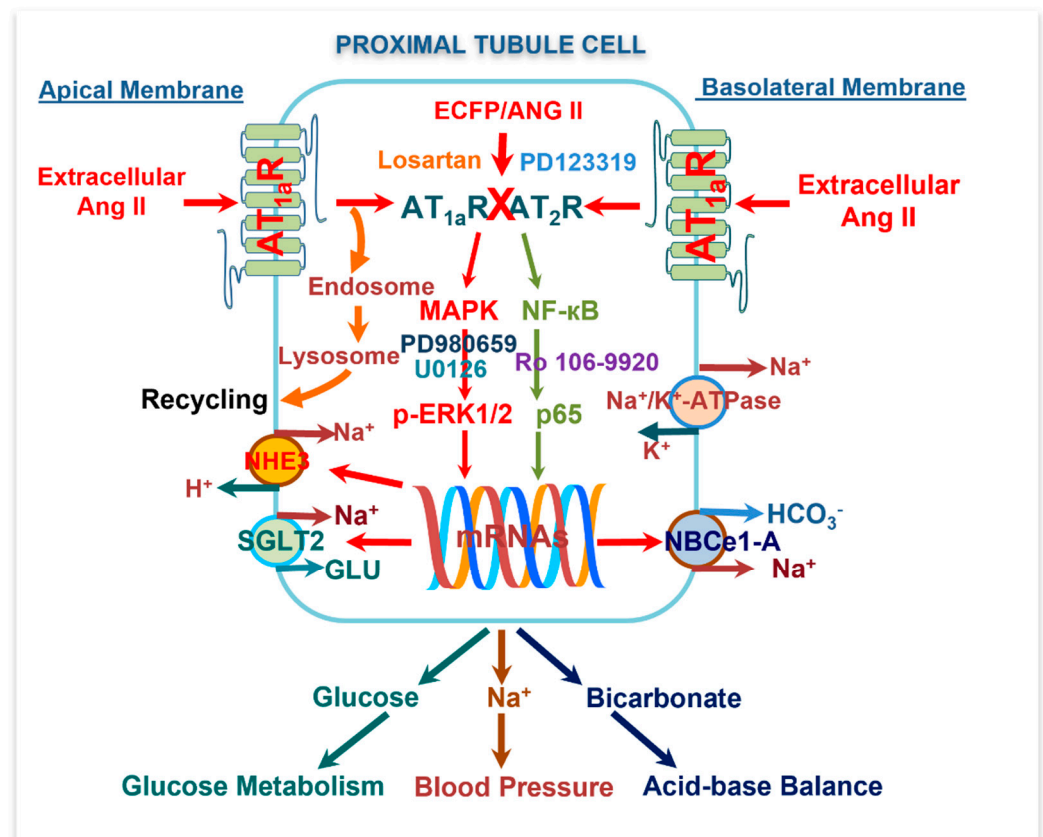 PROXIMAL TUBULE CELL
Apical Membrane
Basolateral Membrane
ECFP/ANG II
Losartan
PD123319
Extracellular
Ang II
AT1aR
AT1aR X AT2R
AT1aR
Extracellular
Ang II
Endosome
MAPK
NF-κB
Lysosome
PD980659
U0126
Ro 106-9920
Recycling
p-ERK1/2
p65
Na⁺
Na⁺/K⁺-ATPase
K⁺
Na⁺
NHE3
H⁺
Na⁺
SGLT2
GLU
mRNAs
HCO₃⁻
NBCe1-A
Na⁺
Glucose
Na⁺
Bicarbonate
Glucose Metabolism
Blood Pressure
Acid-base Balance